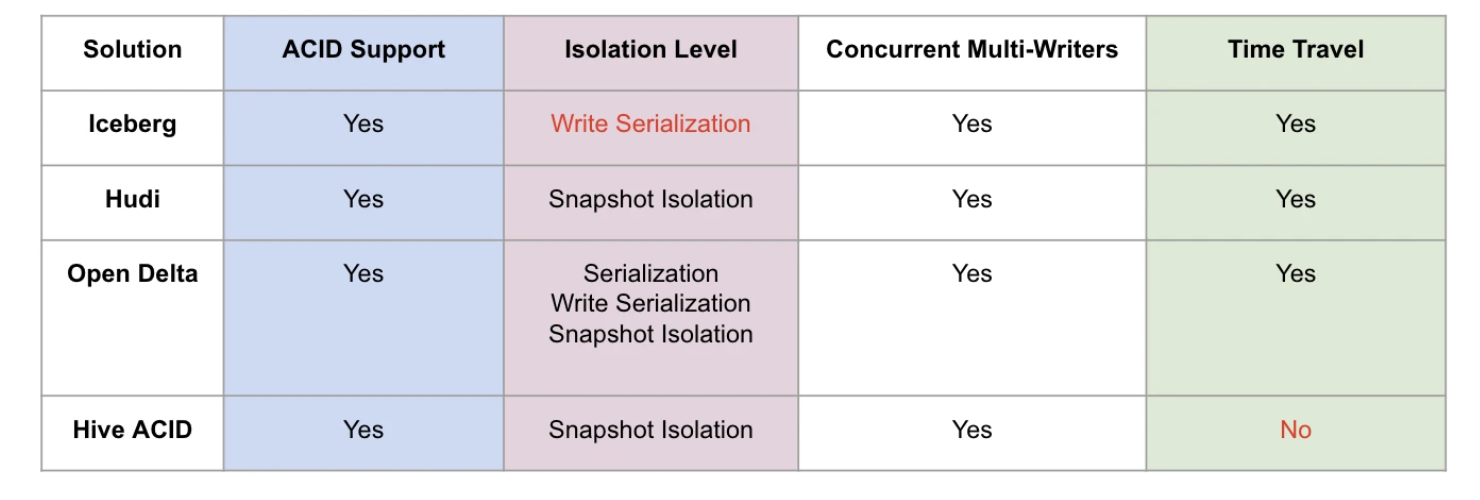 Solution ACID Support Isolation Level Concurrent Multi-Writers Time Travel
Iceberg Yes Write Serialization Yes Yes
Hudi Yes Snapshot Isolation Yes Yes
Open Delta Yes Serialization Yes Yes
Write Serialization
Snapshot Isolation
Hive ACID Yes Snapshot Isolation Yes No